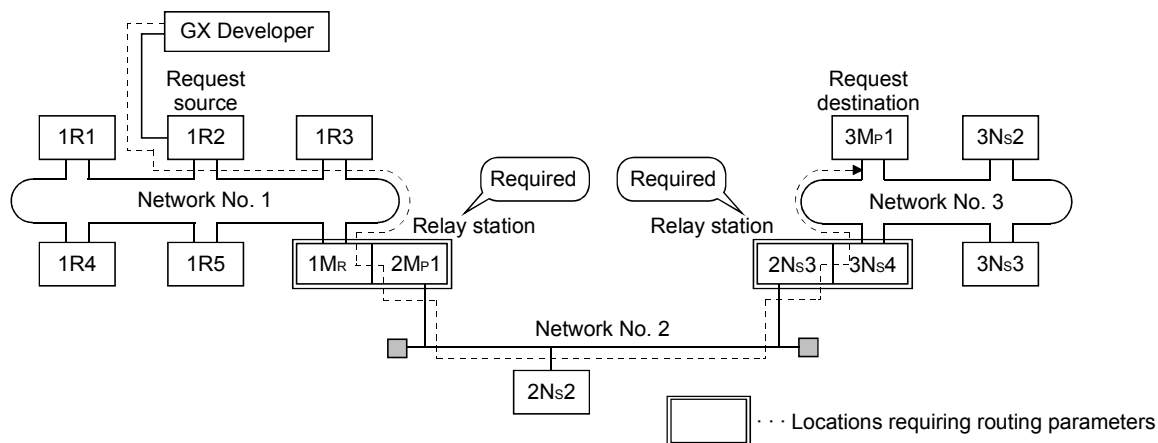 GX Developer
Request
source
Request
destination
1R1
1R2
1R3
3MP1
3NS2
Required
Required
Network No. 1
Network No. 3
Relay station
Relay station
1R4
1R5
1MR
2MP1
2NS3
3NS4
3NS3
Network No. 2
2NS2
· · · Locations requiring routing parameters